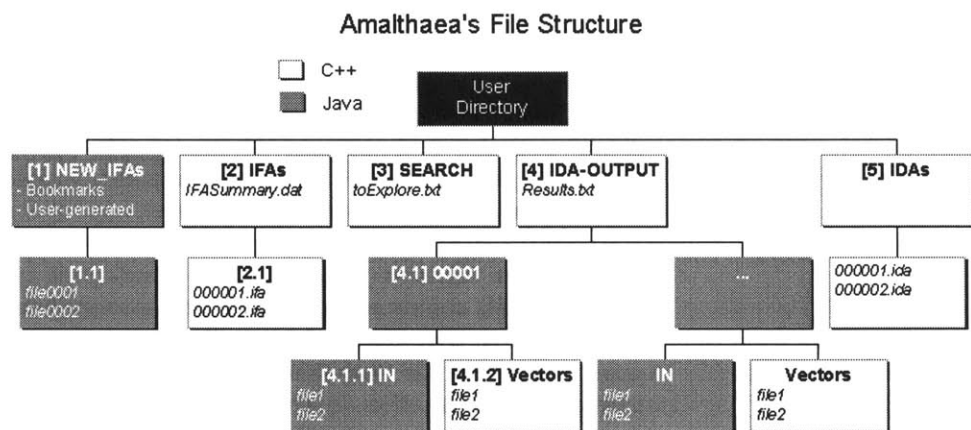 Amalthaea's File Structure
C++
Java
User
Directory
[1] NEW_IFAs
- Bookmarks
- User-generated
[2] IFAs
IFASummary.dat
[3] SEARCH
toExplore.txt
[4] IDA-OUTPUT
Results.txt
[5] IDAs
[1.1]
file0001
file0002
[2.1]
000001.ifa
000002.ifa
[4.1] 00001
...
000001.ida
000002.ida
[4.1.1] IN
file1
file2
[4.1.2] Vectors
file1
file2
IN
file1
file2
Vectors
file1
file2